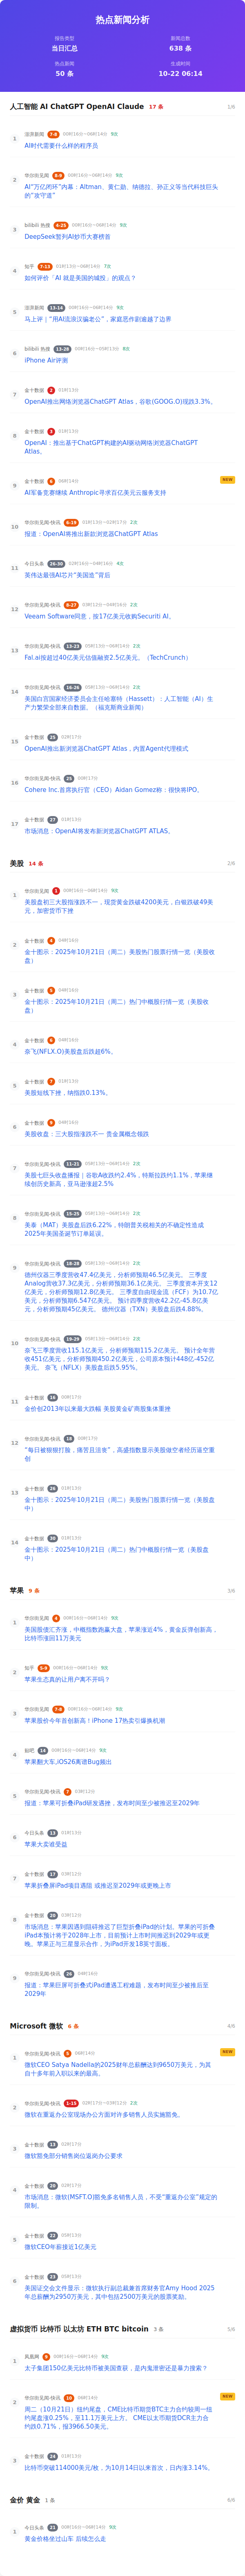 热点新闻分析
报告类型
当日汇总
新闻总数
638 条
热点新闻
50 条
生成时间
10-22 06:14
人工智能 AI ChatGPT OpenAI Claude 17 条 1/6
1
澎湃新闻 7-8 00时16分~06时14分 9次
AI时代需要什么样的程序员
2
华尔街见闻 8-9 00时16分~06时14分 9次
AI“万亿闭环”内幕：Altman、黄仁勋、纳德拉、孙正义等当代科技巨头
的“攻守道”
3
bilibili 热搜 6-25 00时16分~06时14分 8次
DeepSeek暂列AI炒币大赛榜首
4
知乎 7-13 01时13分~06时14分 7次
如何评价「AI 就是美国的城投」的观点？
5
澎湃新闻 13-14 00时16分~06时14分 9次
马上评｜“用AI流浪汉骗老公”，家庭恶作剧逾越了边界
6
bilibili 热搜 13-29 00时16分~05时13分 8次
iPhone Air评测
7
金十数据 2 01时13分
OpenAI推出网络浏览器ChatGPT Atlas，谷歌(GOOG.O)现跌3.3%。
8
金十数据 3 01时13分
OpenAI：推出基于ChatGPT构建的AI驱动网络浏览器ChatGPT
Atlas。
9
金十数据 6 06时14分
NEW
AI军备竞赛继续 Anthropic寻求百亿美元云服务支持
10
华尔街见闻-快讯 6-19 01时13分~02时17分 2次
报道：OpenAI将推出新款浏览器ChatGPT Atlas
11
今日头条 26-30 02时16分~04时16分 4次
英伟达最强AI芯片“美国造”背后
12
华尔街见闻-快讯 8-27 03时12分~04时16分 2次
Veeam Software同意，按17亿美元收购Securiti AI。
13
华尔街见闻-快讯 13-23 05时13分~06时14分 2次
Fal.ai按超过40亿美元估值融资2.5亿美元。（TechCrunch）
14
华尔街见闻-快讯 16-26 05时13分~06时14分 2次
美国白宫国家经济委员会主任哈塞特（Hassett）：人工智能（AI）生
产力繁荣全部来自数据。（福克斯商业新闻）
15
金十数据 25 02时17分
OpenAI推出新浏览器ChatGPT Atlas，内置Agent代理模式
16
华尔街见闻-快讯 25 00时17分
Cohere Inc.首席执行官（CEO）Aidan Gomez称：很快将IPO。
17
金十数据 27 01时13分
市场消息：OpenAI将发布新浏览器ChatGPT ATLAS。
美股 14 条 2/6
1
华尔街见闻 1 00时16分~06时14分 9次
美股盘初三大股指涨跌不一，现货黄金跌破4200美元，白银跌破49美
元，加密货币下挫
2
金十数据 4 04时16分
金十图示：2025年10月21日（周二）美股热门股票行情一览（美股收
盘）
3
金十数据 5 04时16分
金十图示：2025年10月21日（周二）热门中概股行情一览（美股收
盘）
4
金十数据 6 04时16分
奈飞(NFLX.O)美股盘后跌超6%。
5
金十数据 7 01时13分
美股短线下挫，纳指跌0.13%。
6
金十数据 9 04时16分
美股收盘：三大股指涨跌不一 贵金属概念领跌
7
华尔街见闻-快讯 11-21 05时13分~06时14分 2次
美股七巨头收盘播报｜谷歌A收跌约2.4%，特斯拉跌约1.1%，苹果继
续创历史新高，亚马逊涨超2.5%
8
华尔街见闻-快讯 15-25 05时13分~06时14分 2次
美泰（MAT）美股盘后跌6.22%，特朗普关税相关的不确定性造成
2025年美国圣诞节订单延误。
9
华尔街见闻-快讯 18-28 05时13分~06时14分 2次
德州仪器三季度营收47.4亿美元，分析师预期46.5亿美元。 三季度
Analog营收37.3亿美元，分析师预期36.1亿美元。 三季度资本开支12
亿美元，分析师预期12.8亿美元。 三季度自由现金流（FCF）为10.7亿
美元，分析师预期6.547亿美元。 预计四季度营收42.2亿-45.8亿美
元，分析师预期45亿美元。 德州仪器（TXN）美股盘后跌4.88%。
10
华尔街见闻-快讯 19-29 05时13分~06时14分 2次
奈飞三季度营收115.1亿美元，分析师预期115.2亿美元。 预计全年营
收451亿美元，分析师预期450.2亿美元，公司原本预计448亿-452亿
美元。 奈飞（NFLX）美股盘后跌5.95%。
11
金十数据 16 00时17分
金价创2013年以来最大跌幅 美股黄金矿商股集体重挫
12
华尔街见闻-快讯 18 00时17分
“每日被狠狠打脸，痛苦且沮丧”，高盛指数显示美股做空者经历逼空重
创
13
金十数据 26 01时13分
金十图示：2025年10月21日（周二）美股热门股票行情一览（美股盘
中）
14
金十数据 30 01时13分
金十图示：2025年10月21日（周二）热门中概股行情一览（美股盘
中）
苹果 9 条 3/6
1
华尔街见闻 4 00时16分~06时14分 9次
美国股债汇齐涨，中概指数跑赢大盘，苹果涨近4%，黄金反弹创新高，
比特币涨回11万美元
2
知乎 5-8 00时16分~06时14分 9次
苹果生态真的让用户离不开吗？
3
华尔街见闻 7-8 00时16分~06时14分 9次
苹果股价今年首创新高！iPhone 17热卖引爆换机潮
4
贴吧 14 00时16分~06时14分 9次
苹果翻大车,iOS26离谱Bug频出
5
华尔街见闻-快讯 7 03时12分
报道：苹果可折叠iPad研发遇挫，发布时间至少被推迟至2029年
6
今日头条 13 01时13分
苹果大卖谁受益
7
金十数据 17 03时12分
苹果折叠屏iPad项目遇阻 或推迟至2029年或更晚上市
8
金十数据 20 03时12分
市场消息：苹果因遇到阻碍推迟了巨型折叠iPad的计划。苹果的可折叠
iPad本预计将于2028年上市，目前预计上市时间推迟到2029年或更
晚。苹果正与三星显示合作，为iPad开发18英寸面板。
9
华尔街见闻-快讯 26 04时16分
报道：苹果巨屏可折叠式iPad遭遇工程难题，发布时间至少被拖后至
2029年
Microsoft 微软 6 条 4/6
1
华尔街见闻-快讯 6 06时14分
NEW
微软CEO Satya Nadella的2025财年总薪酬达到9650万美元，为其
自十多年前入职以来的最高。
2
华尔街见闻-快讯 1-15 02时17分~03时12分 2次
微软在重返办公室现场办公方面对许多销售人员实施豁免。
3
金十数据 13 02时17分
微软豁免部分销售岗位返岗办公要求
4
金十数据 20 02时17分
市场消息：微软(MSFT.O)豁免多名销售人员，不受“重返办公室”规定的
限制。
5
金十数据 22 05时13分
微软CEO年薪接近1亿美元
6
金十数据 23 05时13分
美国证交会文件显示：微软执行副总裁兼首席财务官Amy Hood 2025
年总薪酬为2950万美元，其中包括2500万美元的股票奖励。
虚拟货币 比特币 以太坊 ETH BTC bitcoin 3 条 5/6
1
凤凰网 9 00时16分~06时14分 9次
太子集团150亿美元比特币被美国查获，是内鬼泄密还是暴力搜索？
2
华尔街见闻-快讯 10 06时14分
NEW
周二（10月21日）纽约尾盘，CME比特币期货BTC主力合约较周一纽
约尾盘涨0.25%，至11.1万美元上方。 CME以太币期货DCR主力合
约跌0.71%，报3966.50美元。
3
金十数据 24 01时13分
比特币突破114000美元/枚，为10月14日以来首次，日内涨3.14%。
金价 黄金 1 条 6/6
1
今日头条 21 00时16分~06时14分 9次
黄金价格坐过山车 后续怎么走